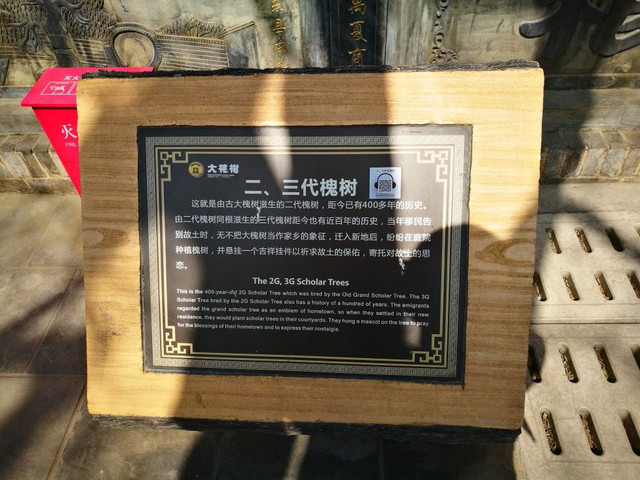 禹夏商
灭火
灭
大槐树
二、三代槐树
这就是由古大槐树滋生的二代槐树，距今已有400多年的历史。
由二代槐树同根滋生的三代槐树距今也有近百年的历史，当年移民告
别故土时，无不把大槐树当作家乡的象征，迁入新地后，纷纷在庭院
种植槐树，并悬挂一个吉祥挂件以祈求故土的保佑，寄托对故土的思
恋。
The 2G, 3G Scholar Trees
This is the 400-year-old 2G Scholar Tree which was bred by the Old Grand Scholar Tree. The 3G
Scholar Tree bred by the 2G Scholar Tree also has a history of a hundred of years. The emigrants
regarded the grand scholar tree as an emblem of hometown, so when they settled in their new
residence, they would plant scholar trees in their courtyards. They hung a mascot on the tree to pray
for the blessings of their hometown and to express their nostalgia.